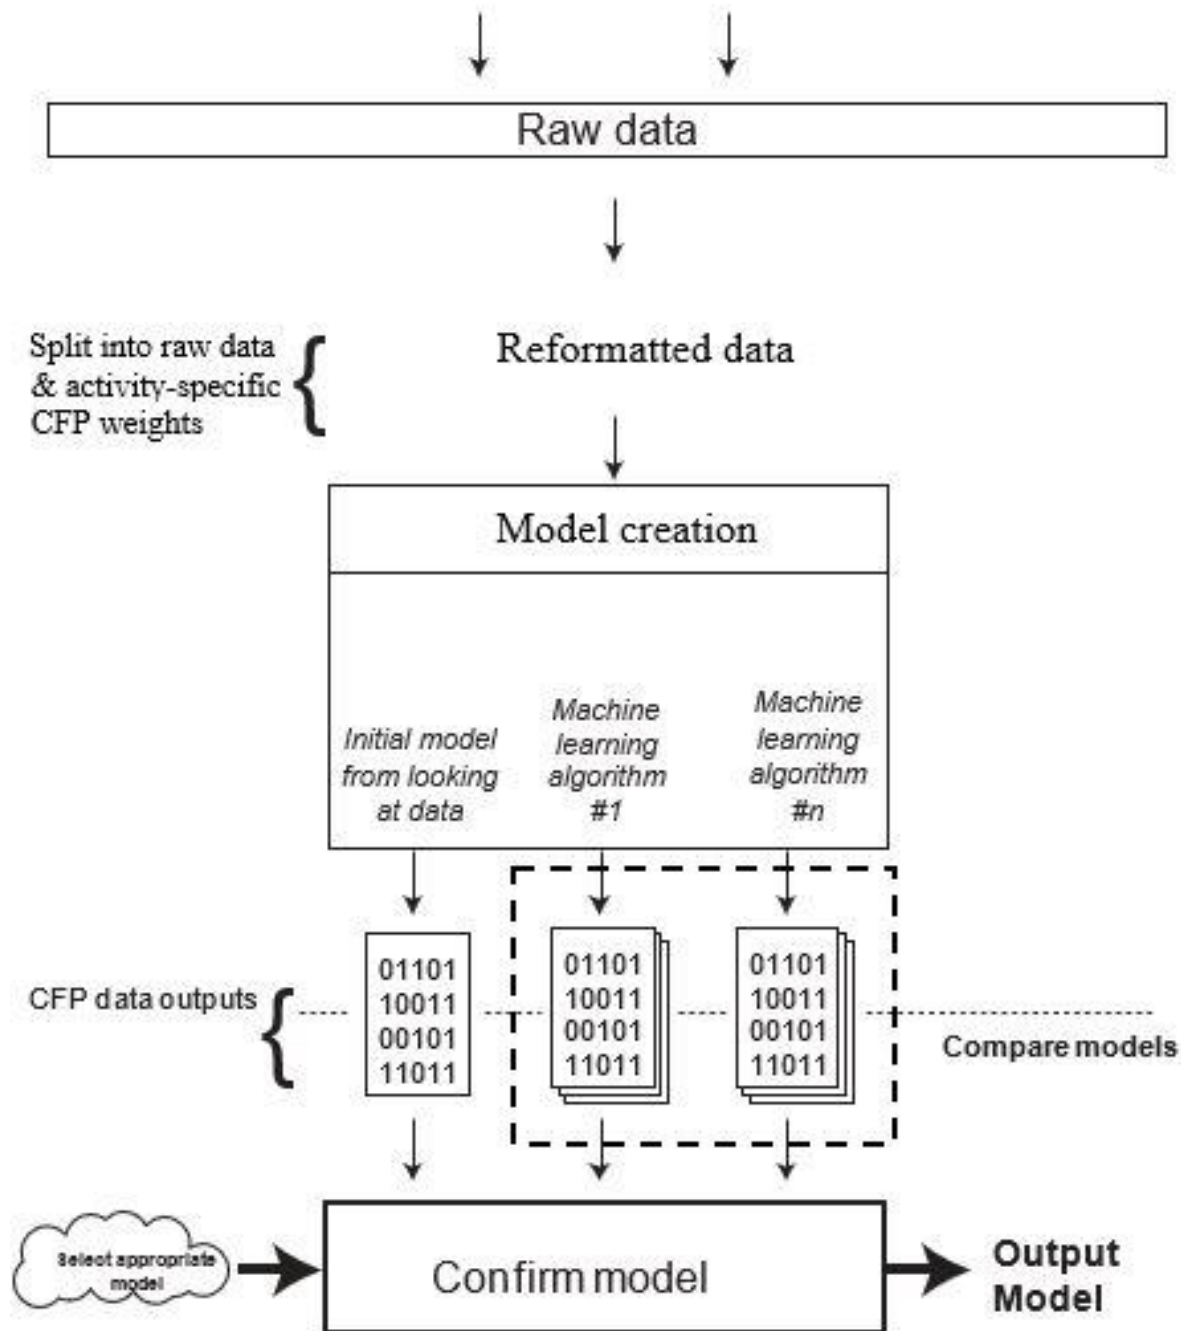 Raw data
Split into raw data
& activity-specific
CFP weights
Reformatted data
Model creation
Initial model
from looking
at data
Machine
learning
algorithm
#1
Machine
learning
algorithm
#n
CFP data outputs
01101
10011
00101
11011
01101
10011
00101
11011
01101
10011
00101
11011
Compare models
Select appropriate
model
Confirm model
Output
Model